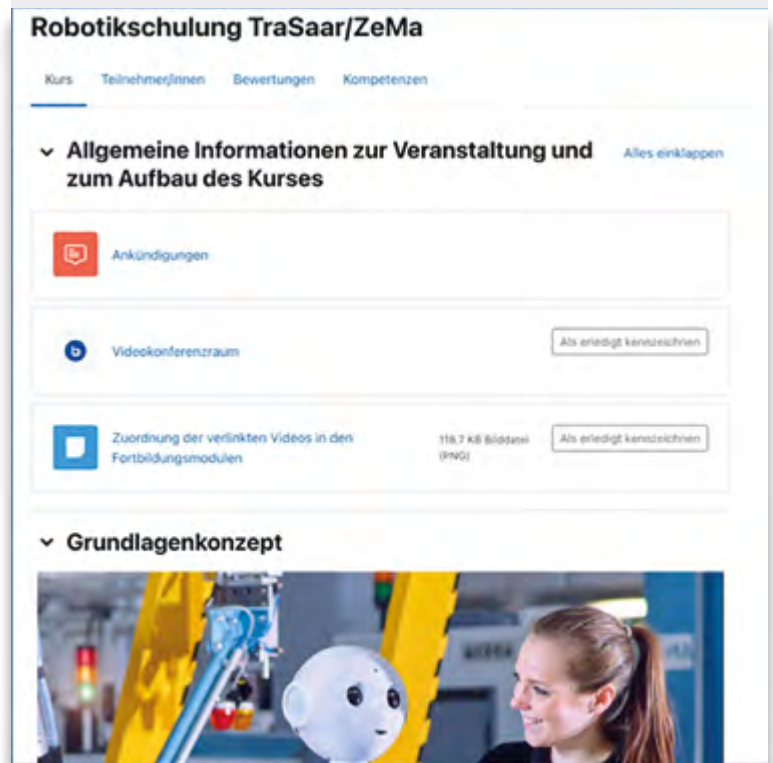 Robotikschulung TraSaar/ZeMa
Kurs Teilnehmer/innen Bewertungen Kompetenzen
Allgemeine Informationen zur Veranstaltung und
zum Aufbau des Kurses
Alles einklappen
Ankündigungen
Videokonferenzraum
Als erledigt kennzeichnen
Zuordnung der verlinkten Videos in den
Fortbildungsmodulen
118,7 KB Bilddatei
(PNG)
Als erledigt kennzeichnen
Grundlagenkonzept